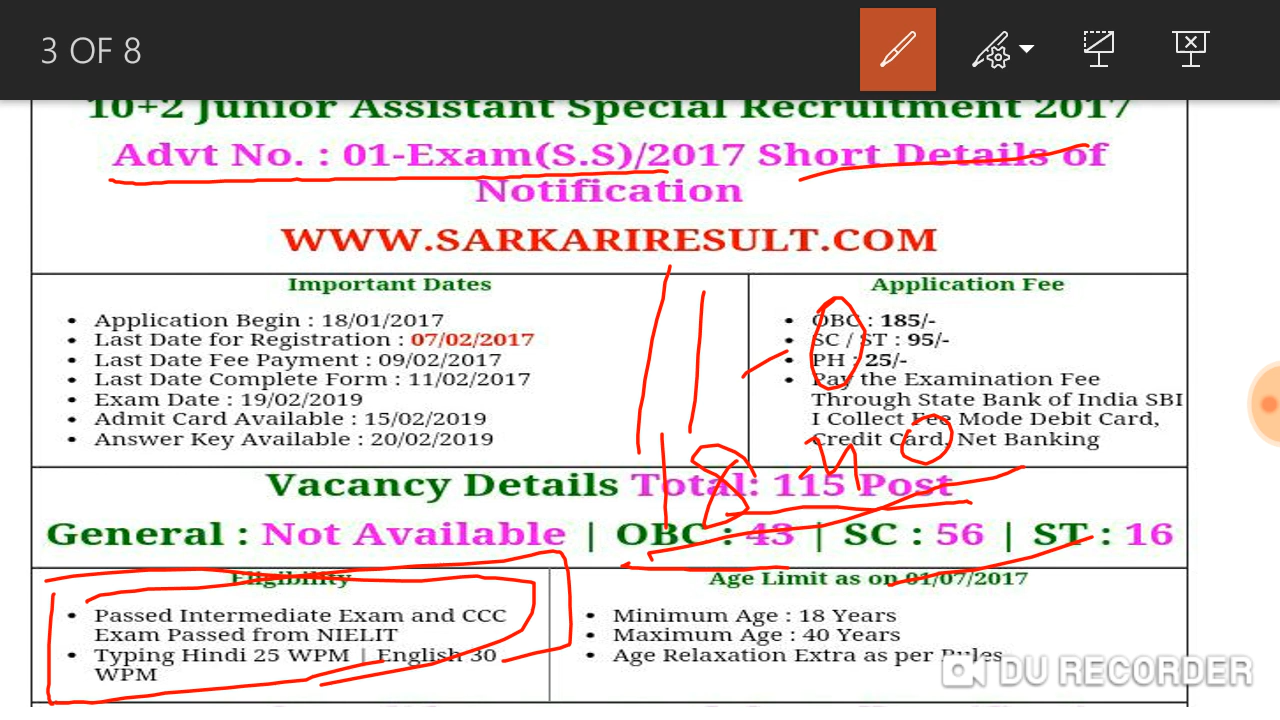 3 OF 8
10+2 Junior Assistant Special Recruitment 2017
Advt No. : 01-Exam(S.S)/2017 Short Details of
Notification
WWW.SARKARIRESULT.COM
Important Dates
• Application Begin : 18/01/2017
• Last Date for Registration : 07/02/2017
• Last Date Fee Payment : 09/02/2017
• Last Date Complete Form : 11/02/2017
• Exam Date : 19/02/2019
• Admit Card Available : 15/02/2019
• Answer Key Available : 20/02/2019
Application Fee
• OBC : 185/-
• SC / ST : 95/-
• PH : 25/-
• Pay the Examination Fee
Through State Bank of India SBI
I Collect Fee Mode Debit Card,
Credit Card, Net Banking
Vacancy Details Total: 115 Post
General : Not Available | OBC : 43 | SC : 56 | ST : 16
Eligibility
• Passed Intermediate Exam and CCC
Exam Passed from NIELIT
• Typing Hindi 25 WPM | English 30
WPM
Age Limit as on 01/07/2017
• Minimum Age : 18 Years
• Maximum Age : 40 Years
• Age Relaxation Extra as per Rules
DU RECORDER